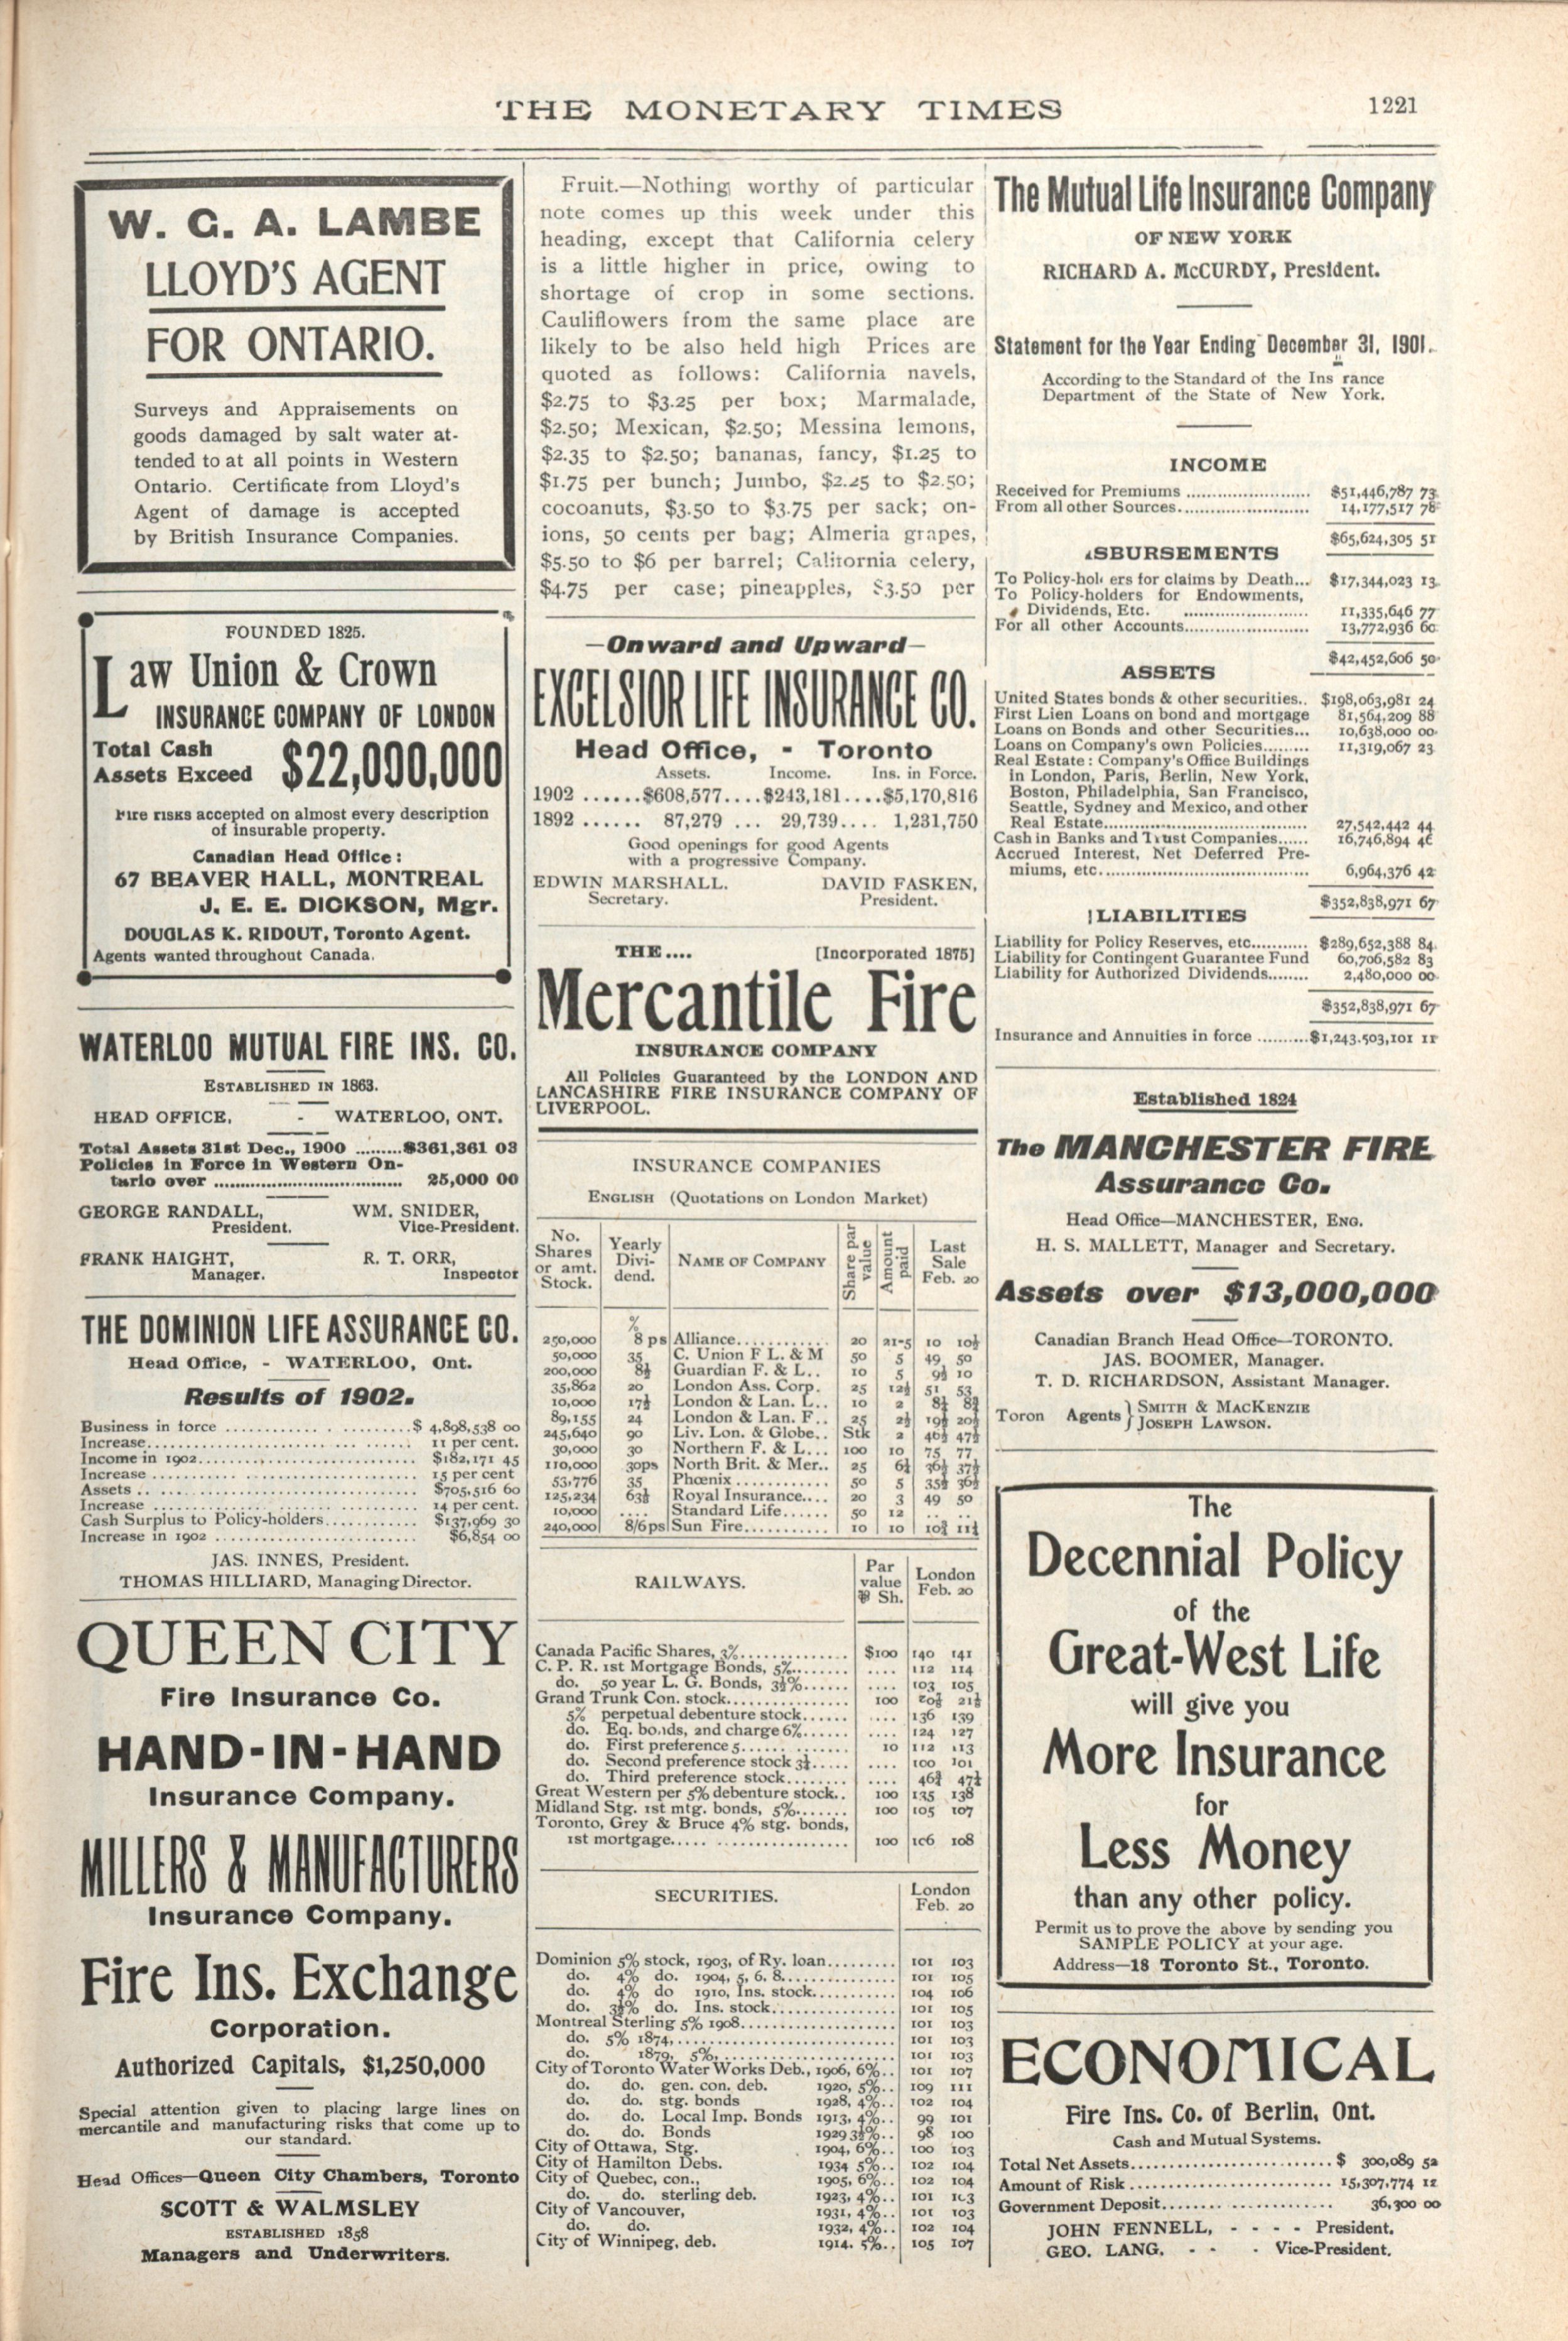 THE MONETARY TIMES
1221
W. G. A. LAMBE
LLOYD'S AGENT
FOR ONTARIO.
Surveys and Appraisements on
goods damaged by salt water at-
tended to at all points in Western
Ontario. Certificate from Lloyd's
Agent of damage is accepted
by British Insurance Companies.
FOUNDED 1825.
Law Union & Crown
INSURANCE COMPANY OF LONDON
Total Cash
Assets Exceed $22,000,000
Fire risks accepted on almost every description
of insurable property.
Canadian Head Office:
67 BEAVER HALL, MONTREAL
J. E. E. DICKSON, Mgr.
DOUGLAS K. RIDOUT, Toronto Agent.
Agents wanted throughout Canada.
WATERLOO MUTUAL FIRE INS. CO.
ESTABLISHED IN 1863.
HEAD OFFICE, - WATERLOO, ONT.
Total Assets 31st Dec., 1900 .........$361,361 03
Policies in Force in Western On-
tario over ................................ 25,000 00
GEORGE RANDALL,
President.
WM. SNIDER,
Vice-President.
FRANK HAIGHT,
Manager.
R. T. ORR,
Inspector
THE DOMINION LIFE ASSURANCE CO.
Head Office, - WATERLOO, Ont.
Results of 1902.
Business in force ........................$ 4,898,538 00
Increase.................................. 11 per cent.
Income in 1902............................ $182,171 45
Increase ................................. 15 per cent
Assets ................................... $705,516 60
Increase ................................. 14 per cent.
Cash Surplus to Policy-holders............ $137,969 30
Increase in 1902 ......................... $6,854 00
JAS. INNES, President.
THOMAS HILLIARD, Managing Director.
QUEEN CITY
Fire Insurance Co.
HAND-IN-HAND
Insurance Company.
MILLERS & MANUFACTURERS
Insurance Company.
Fire Ins. Exchange
Corporation.
Authorized Capitals, $1,250,000
Special attention given to placing large lines on
mercantile and manufacturing risks that come up to
our standard.
Head Offices—Queen City Chambers, Toronto
SCOTT & WALMSLEY
ESTABLISHED 1858
Managers and Underwriters.
Fruit.—Nothing worthy of particular
note comes up this week under this
heading, except that California celery
is a little higher in price, owing to
shortage of crop in some sections.
Cauliflowers from the same place are
likely to be also held high Prices are
quoted as follows: California navels,
$2.75 to $3.25 per box; Marmalade,
$2.50; Mexican, $2.50; Messina lemons,
$2.35 to $2.50; bananas, fancy, $1.25 to
$1.75 per bunch; Jumbo, $2.25 to $2.50;
cocoanuts, $3.50 to $3.75 per sack; on-
ions, 50 cents per bag; Almeria grapes,
$5.50 to $6 per barrel; California celery,
$4.75 per case; pineapples, $3.50 per
—Onward and Upward—
EXCELSIOR LIFE INSURANCE CO.
Head Office, - Toronto
Assets. Income. Ins. in Force.
1902 ......$608,577....$243,181....$5,170,816
1892 ...... 87,279 ... 29,739.... 1,231,750
Good openings for good Agents
with a progressive Company.
EDWIN MARSHALL.
Secretary.
DAVID FASKEN,
President.
THE....
[Incorporated 1875]
Mercantile Fire
INSURANCE COMPANY
All Policies Guaranteed by the LONDON AND
LANCASHIRE FIRE INSURANCE COMPANY OF
LIVERPOOL.
INSURANCE COMPANIES
ENGLISH (Quotations on London Market)
No. Shares or amt. Stock. | Yearly Divi- dend. | NAME OF COMPANY | Share par value | Amount paid | Last Sale Feb. 20
%
250,000 8 ps Alliance............ 20 21-5 10 10½
50,000 35 C. Union F L. & M 50 5 49 50
200,000 8½ Guardian F. & L.. 10 5 9½ 10
35,862 20 London Ass. Corp. 25 12½ 51 53
10,000 17½ London & Lan. L.. 10 2
89,155 24 London & Lan. F.. 25 2½ 19½ 20½
245,640 90 Liv. Lon. & Globe.. Stk 2 46½ 47½
30,000 30 Northern F. & L... 100 10 75 77
110,000 30ps North Brit. & Mer.. 25 6¼ 36½ 37½
53,776 35 Phœnix............ 50 5 35½ 36½
125,234 63½ Royal Insurance.... 20 3 49 50
10,000 .... Standard Life...... 50 12 .. ..
240,000 8/6ps Sun Fire........... 10 10
RAILWAYS.
Par value ⅌ Sh.
London Feb. 20
Canada Pacific Shares, 3%.............. $100 140 141
C. P. R. 1st Mortgage Bonds, 5%........ .... 112 114
do. 50 year L. G. Bonds, 3½%...... .... 103 105
Grand Trunk Con. stock............... 100
5% perpetual debenture stock...... .... 136 139
do. Eq. bonds, and charge 6%...... .... 124 127
do. First preference 5............. 10 112 113
do. Second preference stock 3½..... .... 100 101
do. Third preference stock........ .... 46¾ 47¼
Great Western per 5% debenture stock.. 100 135 138
Midland Stg. 1st mtg. bonds, 5%....... 100 105 107
Toronto, Grey & Bruce 4% stg. bonds,
1st mortgage..................... 100 106 108
SECURITIES.
London Feb. 20
Dominion 5% stock, 1903, of Ry. loan......... 101 103
do. 4% do. 1904, 5, 6, 8............... 101 105
do. 4% do 1910, Ins. stock........... 104 106
do. 3½% do. Ins. stock................ 101 105
Montreal Sterling 5% 1908.................... 101 103
do. 5% 1874,............................ 101 103
do. 1879, 5%,...................... 101 103
City of Toronto Water Works Deb., 1906, 6%.. 101 107
do. do. gen. con. deb. 1920, 5%.. 109 111
do. do. stg. bonds 1928, 4%.. 102 104
do. do. Local Imp. Bonds 1913, 4%.. 99 101
do. do. Bonds 1929 3½%.. 98 100
City of Ottawa, Stg. 1904, 6%.. 100 103
City of Hamilton Debs. 1934 5%.. 102 104
City of Quebec, con., 1905, 6%.. 102 104
do. do. sterling deb. 1923, 4%.. 101 103
City of Vancouver, 1931, 4%.. 101 103
do. do. 1932, 4%.. 102 104
City of Winnipeg, deb. 1914, 5%.. 105 107
The Mutual Life Insurance Company
OF NEW YORK
RICHARD A. McCURDY, President.
Statement for the Year Ending December 31, 1901.
According to the Standard of the Ins rance
Department of the State of New York.
INCOME
Received for Premiums ....................... $51,446,787 73
From all other Sources........................ 14,177,517 78
$65,624,305 51
SBURSEMENTS
To Policy-hol ers for claims by Death... $17,344,023 13
To Policy-holders for Endowments,
Dividends, Etc. ........................ 11,335,646 77
For all other Accounts....................... 13,772,936 60
$42,452,606 50
ASSETS
United States bonds & other securities.. $198,063,981 24
First Lien Loans on bond and mortgage 81,564,209 88
Loans on Bonds and other Securities... 10,638,000 00
Loans on Company's own Policies......... 11,319,067 23
Real Estate: Company's Office Buildings
in London, Paris, Berlin, New York,
Boston, Philadelphia, San Francisco,
Seattle, Sydney and Mexico, and other
Real Estate................................... 27,542,442 44
Cash in Banks and Trust Companies...... 16,746,894 46
Accrued Interest, Net Deferred Pre-
miums, etc.................................... 6,964,376 42
$352,838,971 67
LIABILITIES
Liability for Policy Reserves, etc........... $289,652,388 84
Liability for Contingent Guarantee Fund 60,706,582 83
Liability for Authorized Dividends........ 2,480,000 00
$352,838,971 67
Insurance and Annuities in force ..........$1,243.503,101 11
Established 1824
The MANCHESTER FIRE
Assurance Co.
Head Office—MANCHESTER, ENG.
H. S. MALLETT, Manager and Secretary.
Assets over $13,000,000
Canadian Branch Head Office—TORONTO.
JAS. BOOMER, Manager.
T. D. RICHARDSON, Assistant Manager.
Toron Agents } SMITH & MACKENZIE
JOSEPH LAWSON.
The
Decennial Policy
of the
Great-West Life
will give you
More Insurance
for
Less Money
than any other policy.
Permit us to prove the above by sending you
SAMPLE POLICY at your age.
Address—18 Toronto St., Toronto.
ECONOMICAL
Fire Ins. Co. of Berlin, Ont.
Cash and Mutual Systems.
Total Net Assets.......................... $ 300,089 52
Amount of Risk .......................... 15,307,774 12
Government Deposit...................... 36,300 00
JOHN FENNELL, - - - - President.
GEO. LANG, - - - Vice-President.